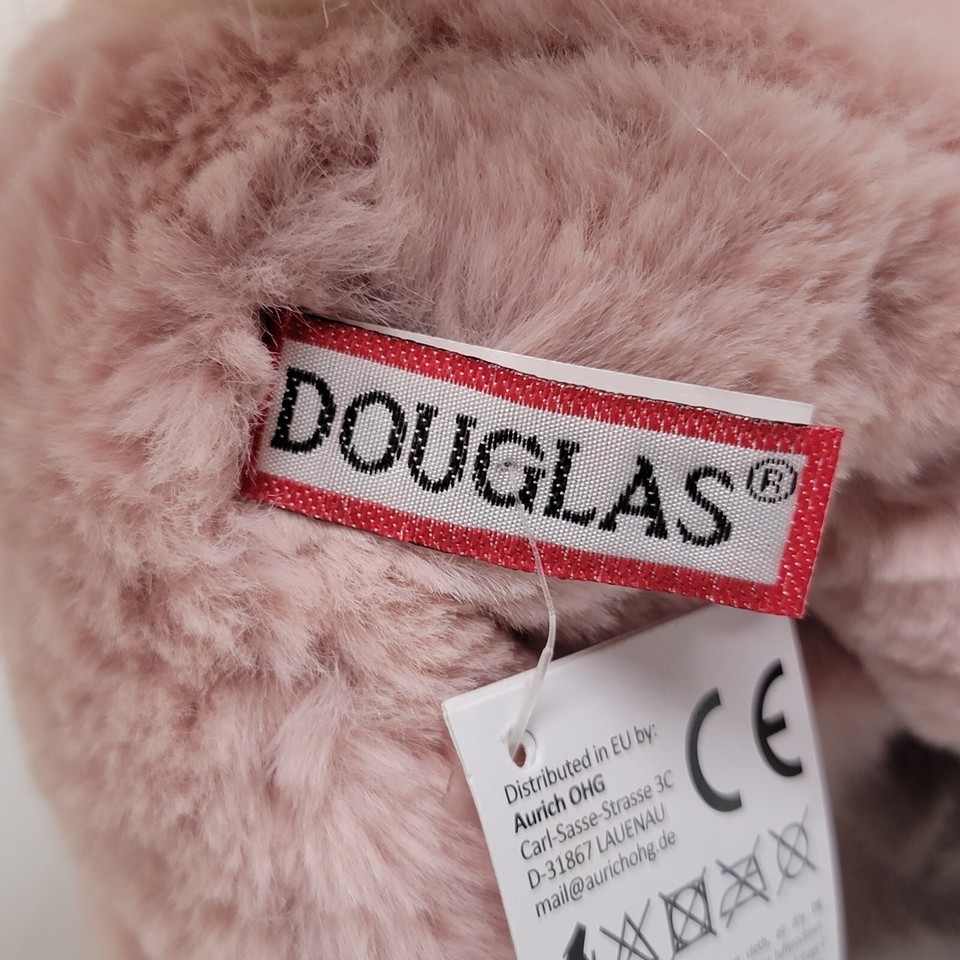 DOUGLAS®
Distributed in EU by:
Aurich OHG
Carl-Sasse-Strasse 3C
D-31867 LAUENAU
mail@aurichohg.de
CE